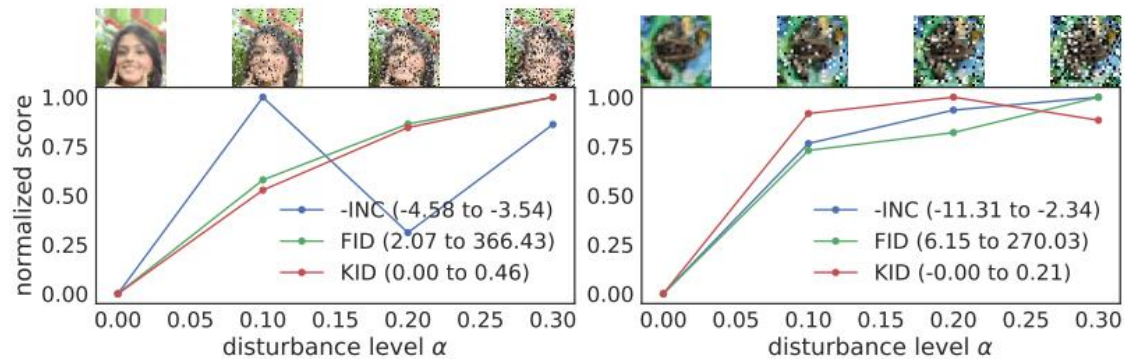 normalized score
1.00
0.75
0.50
0.25
0.00
-INC (-4.58 to -3.54)
FID (2.07 to 366.43)
KID (0.00 to 0.46)
0.00 0.05 0.10 0.15 0.20 0.25 0.30
disturbance level α
1.00
0.75
0.50
0.25
0.00
-INC (-11.31 to -2.34)
FID (6.15 to 270.03)
KID (-0.00 to 0.21)
0.00 0.05 0.10 0.15 0.20 0.25 0.30
disturbance level α